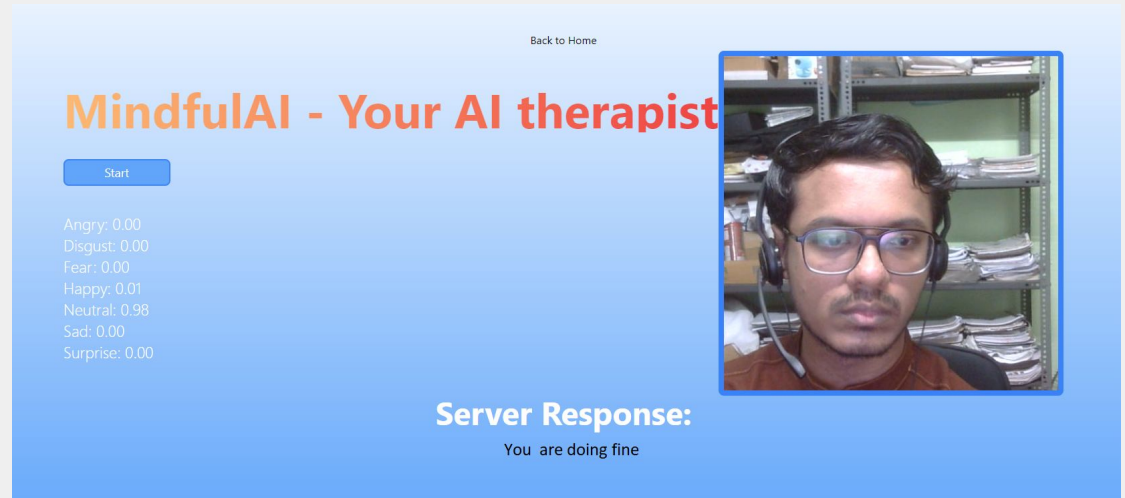 Back to Home
MindfulAI - Your AI therapist
Start
Angry: 0.00
Disgust: 0.00
Fear: 0.00
Happy: 0.01
Neutral: 0.98
Sad: 0.00
Surprise: 0.00
Server Response:
You are doing fine